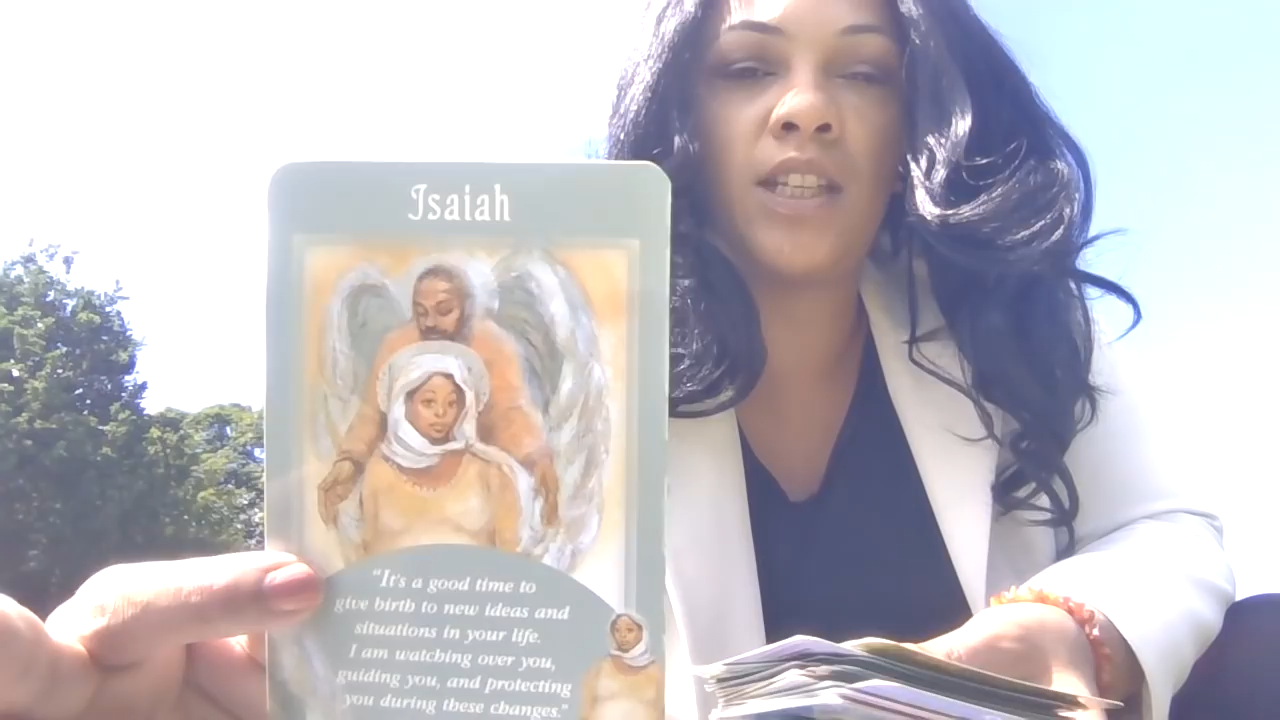 Isaiah
"It's a good time to
give birth to new ideas and
situations in your life.
I am watching over you,
guiding you, and protecting
you during these changes."